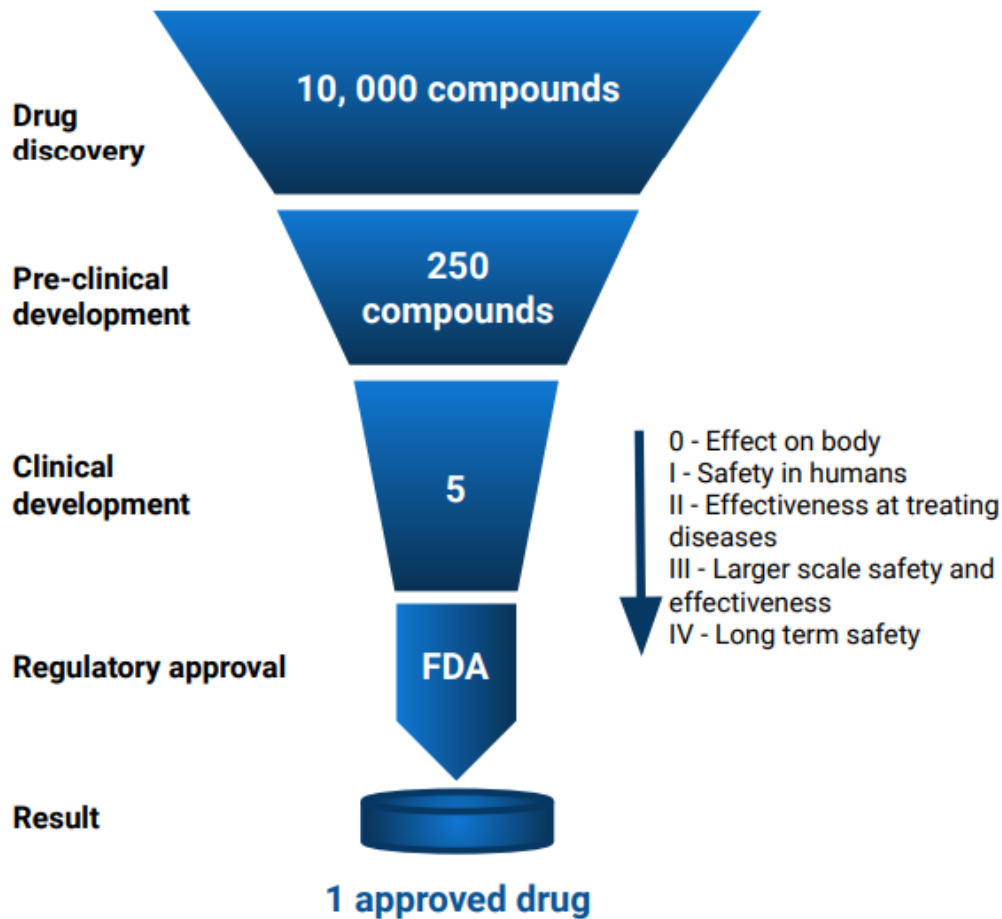 10, 000 compounds
Drug
discovery
250
compounds
Pre-clinical
development
5
Clinical
development
0 - Effect on body
I - Safety in humans
II - Effectiveness at treating
diseases
III - Larger scale safety and
effectiveness
IV - Long term safety
FDA
Regulatory approval
Result
1 approved drug